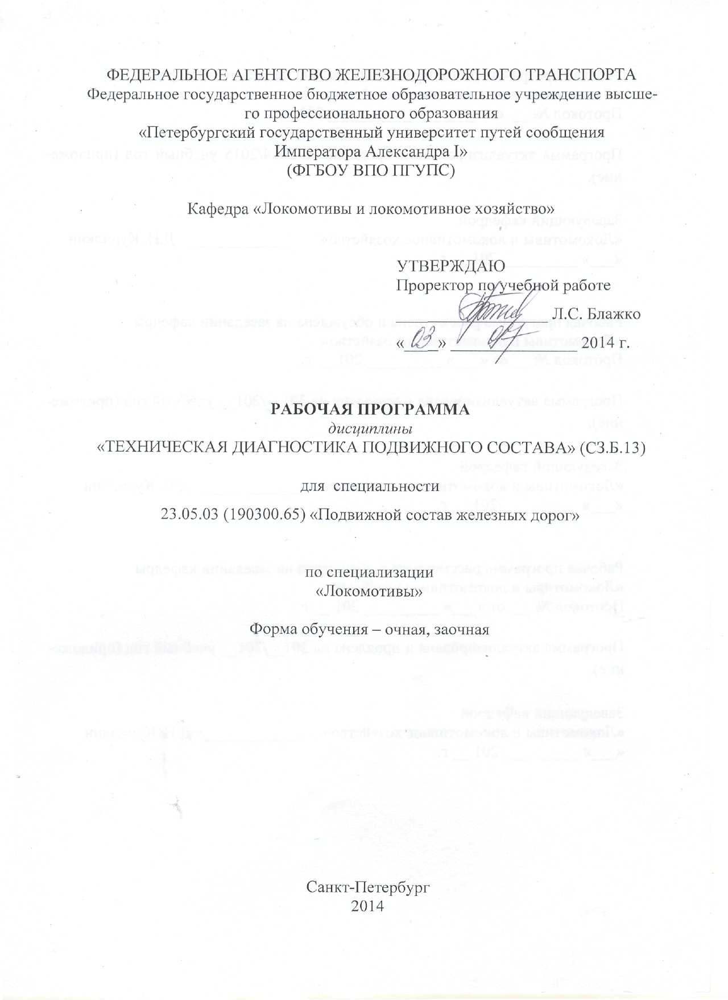 ФЕДЕРАЛЬНОЕ АГЕНТСТВО ЖЕЛЕЗНОДОРОЖНОГО ТРАНСПОРТА
Федеральное государственное бюджетное образовательное учреждение высше-
го профессионального образования
«Петербургский государственный университет путей сообщения
Императора Александра I»
(ФГБОУ ВПО ПГУПС)
Кафедра «Локомотивы и локомотивное хозяйство»
УТВЕРЖДАЮ
Проректор по учебной работе
Л.С. Блажко
«03» 07 2014 г.
РАБОЧАЯ ПРОГРАММА
дисциплины
«ТЕХНИЧЕСКАЯ ДИАГНОСТИКА ПОДВИЖНОГО СОСТАВА» (С3.Б.13)
для специальности
23.05.03 (190300.65) «Подвижной состав железных дорог»
по специализации
«Локомотивы»
Форма обучения – очная, заочная
Санкт-Петербург
2014